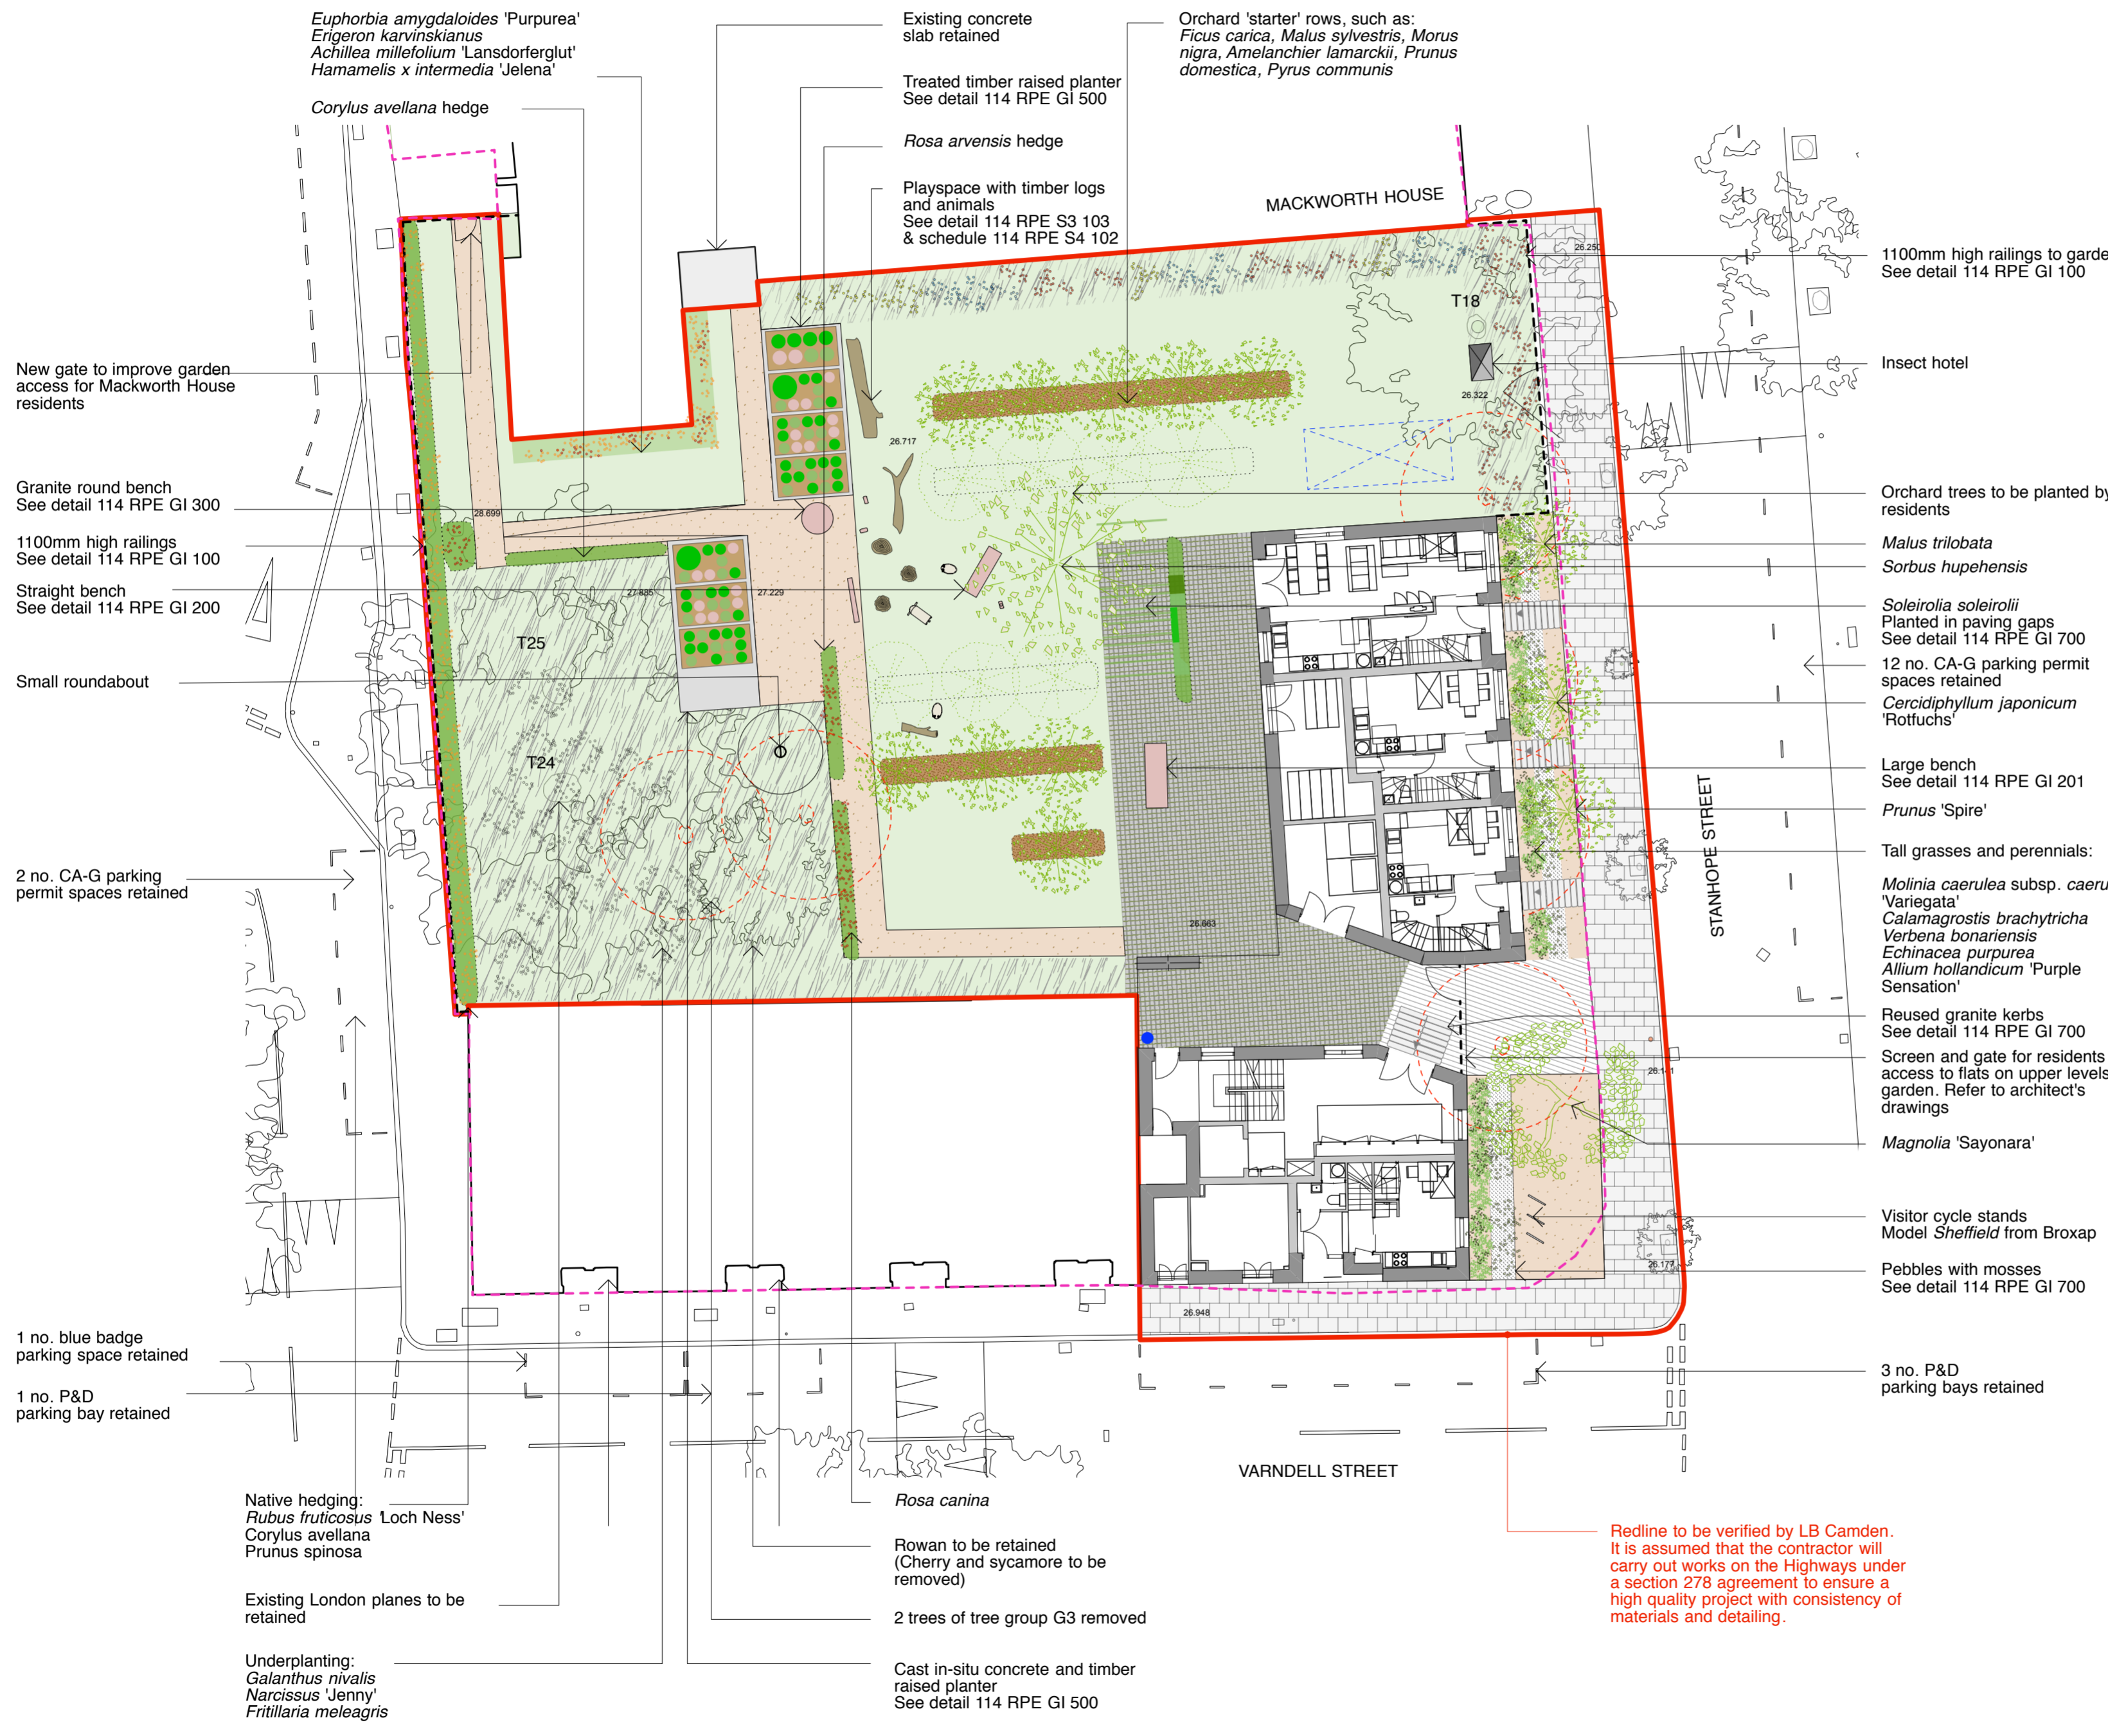 Euphorbia amygdaloides 'Purpurea'
Erigeron karvinskianus
Achillea millefolium 'Lansdorferglut'
Hamamelis x intermedia 'Jelena'
Corylus avellana hedge
Existing concrete
slab retained
Treated timber raised planter
See detail 114 RPE GI 500
Rosa arvensis hedge
Playspace with timber logs
and animals
See detail 114 RPE S3 103
& schedule 114 RPE S4 102
Orchard 'starter' rows, such as:
Ficus carica, Malus sylvestris, Morus
nigra, Amelanchier lamarckii, Prunus
domestica, Pyrus communis
MACKWORTH HOUSE
New gate to improve garden
access for Mackworth House
residents
Granite round bench
See detail 114 RPE GI 300
1100mm high railings
See detail 114 RPE GI 100
Straight bench
See detail 114 RPE GI 200
Small roundabout
2 no. CA-G parking
permit spaces retained
1 no. blue badge
parking space retained
1 no. P&D
parking bay retained
T18
T25
T24
26.250
26.322
26.717
28.699
27.885
27.229
26.663
26.177
26.948
STANHOPE STREET
VARNDELL STREET
1100mm high railings to garde
See detail 114 RPE GI 100
Insect hotel
Orchard trees to be planted by
residents
Malus trilobata
Sorbus hupehensis
Soleirolia soleirolii
Planted in paving gaps
See detail 114 RPE GI 700
12 no. CA-G parking permit
spaces retained
Cercidiphyllum japonicum
'Rotfuchs'
Large bench
See detail 114 RPE GI 201
Prunus 'Spire'
Tall grasses and perennials:
Molinia caerulea subsp. caeru
'Variegata'
Calamagrostis brachytricha
Verbena bonariensis
Echinacea purpurea
Allium hollandicum 'Purple
Sensation'
Reused granite kerbs
See detail 114 RPE GI 700
Screen and gate for residents
access to flats on upper levels
garden. Refer to architect's
drawings
Magnolia 'Sayonara'
Visitor cycle stands
Model Sheffield from Broxap
Pebbles with mosses
See detail 114 RPE GI 700
3 no. P&D
parking bays retained
Native hedging:
Rubus fruticosus 'Loch Ness'
Corylus avellana
Prunus spinosa
Existing London planes to be
retained
Underplanting:
Galanthus nivalis
Narcissus 'Jenny'
Fritillaria meleagris
Rosa canina
Rowan to be retained
(Cherry and sycamore to be
removed)
2 trees of tree group G3 removed
Cast in-situ concrete and timber
raised planter
See detail 114 RPE GI 500
Redline to be verified by LB Camden.
It is assumed that the contractor will
carry out works on the Highways under
a section 278 agreement to ensure a
high quality project with consistency of
materials and detailing.